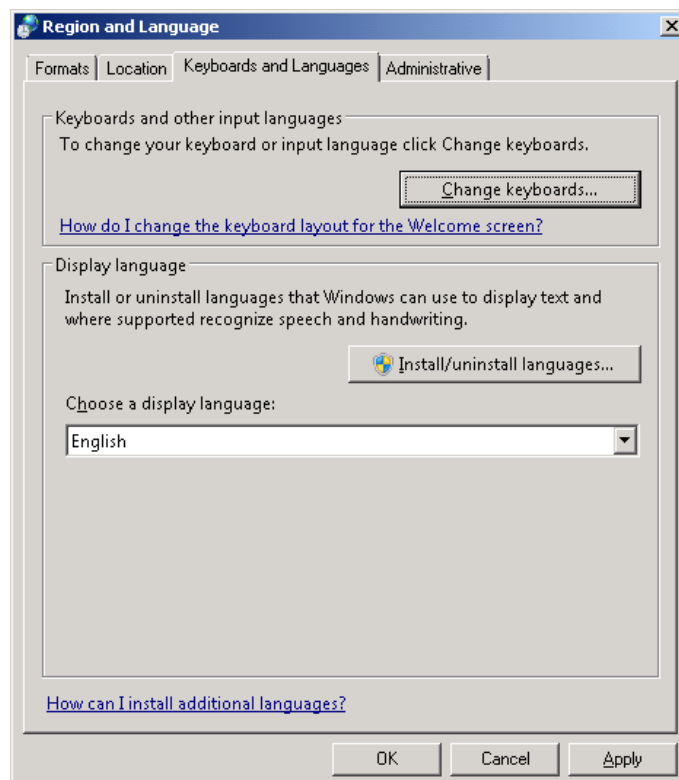 Region and Language
Formats Location Keyboards and Languages Administrative
Keyboards and other input languages
To change your keyboard or input language click Change keyboards.
Change keyboards...
How do I change the keyboard layout for the Welcome screen?
Display language
Install or uninstall languages that Windows can use to display text and
where supported recognize speech and handwriting.
Install/uninstall languages...
Choose a display language:
English
How can I install additional languages?
OK Cancel Apply